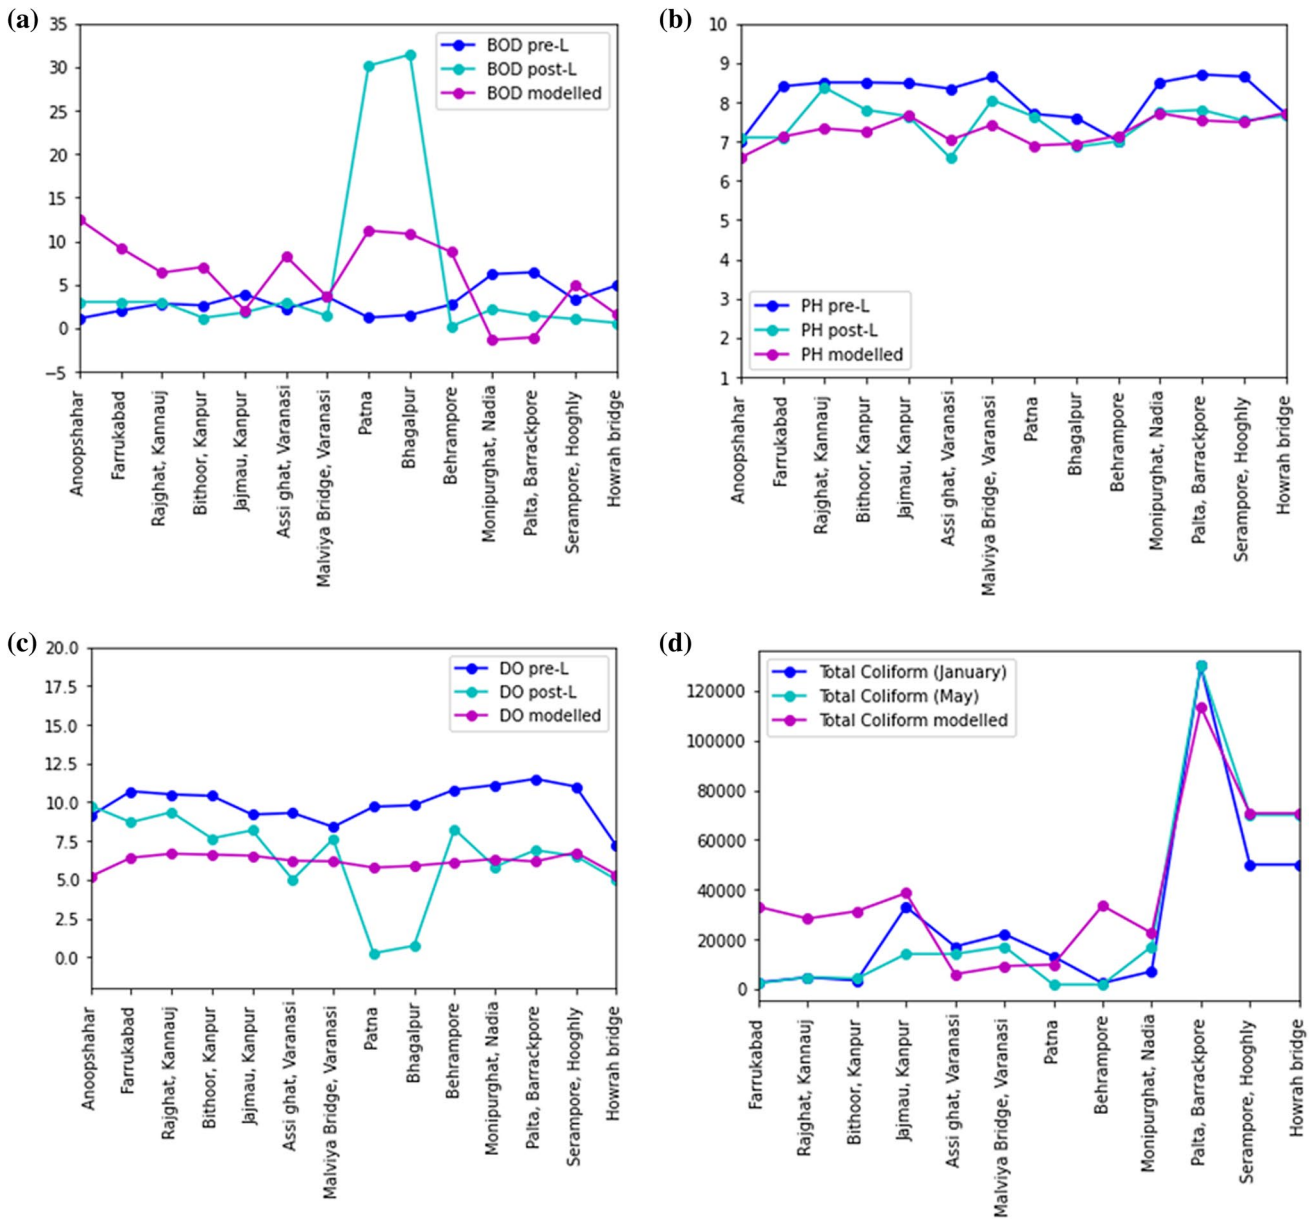 (a)
35
30
25
20
15
10
5
0
−5
BOD pre-L
BOD post-L
BOD modelled
Anoopshahar
Farrukabad
Rajghat, Kannauj
Bithoor, Kanpur
Jajmau, Kanpur
Assi ghat, Varanasi
Malviya Bridge, Varanasi
Patna
Bhagalpur
Behrampore
Monipurghat, Nadia
Palta, Barrackpore
Serampore, Hooghly
Howrah bridge
(b)
10
9
8
7
6
5
4
3
2
1
PH pre-L
PH post-L
PH modelled
Anoopshahar
Farrukabad
Rajghat, Kannauj
Bithoor, Kanpur
Jajmau, Kanpur
Assi ghat, Varanasi
Malviya Bridge, Varanasi
Patna
Bhagalpur
Behrampore
Monipurghat, Nadia
Palta, Barrackpore
Serampore, Hooghly
Howrah bridge
(c)
20.0
17.5
15.0
12.5
10.0
7.5
5.0
2.5
0.0
DO pre-L
DO post-L
DO modelled
Anoopshahar
Farrukabad
Rajghat, Kannauj
Bithoor, Kanpur
Jajmau, Kanpur
Assi ghat, Varanasi
Malviya Bridge, Varanasi
Patna
Bhagalpur
Behrampore
Monipurghat, Nadia
Palta, Barrackpore
Serampore, Hooghly
Howrah bridge
(d)
120000
100000
80000
60000
40000
20000
0
Total Coliform (January)
Total Coliform (May)
Total Coliform modelled
Farrukabad
Rajghat, Kannauj
Bithoor, Kanpur
Jajmau, Kanpur
Assi ghat, Varanasi
Malviya Bridge, Varanasi
Patna
Behrampore
Monipurghat, Nadia
Palta, Barrackpore
Serampore, Hooghly
Howrah bridge